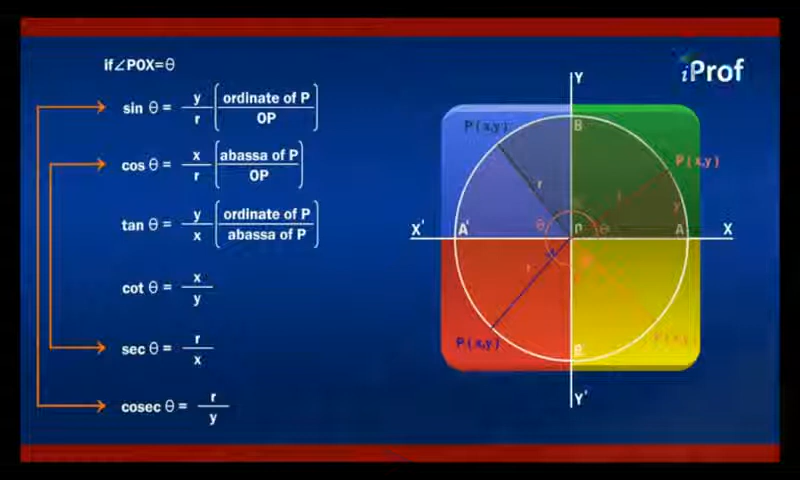 if∠POX=θ
sin θ = y/r (ordinate of P/OP)
cos θ = x/r (abassa of P/OP)
tan θ = y/x (ordinate of P/abassa of P)
cot θ = x/y
sec θ = r/x
cosec θ = r/y
iProf
Y
P(x,y)
B
P(x,y)
r
r
y
X'
A'
θ
O
θ
A
X
r
P(x,y)
P(x,y)
B'
Y'